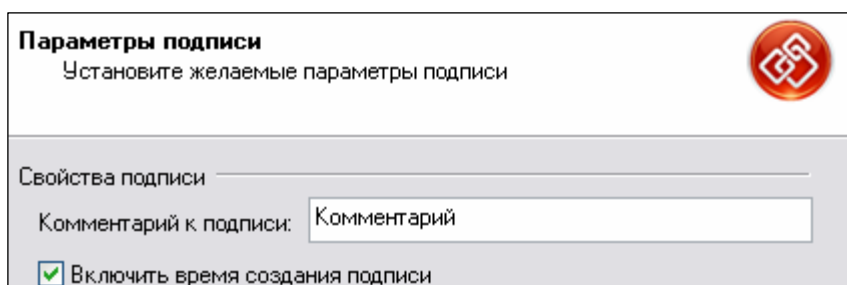 Параметры подписи
Установите желаемые параметры подписи
Свойства подписи
Комментарий к подписи: Комментарий
Включить время создания подписи